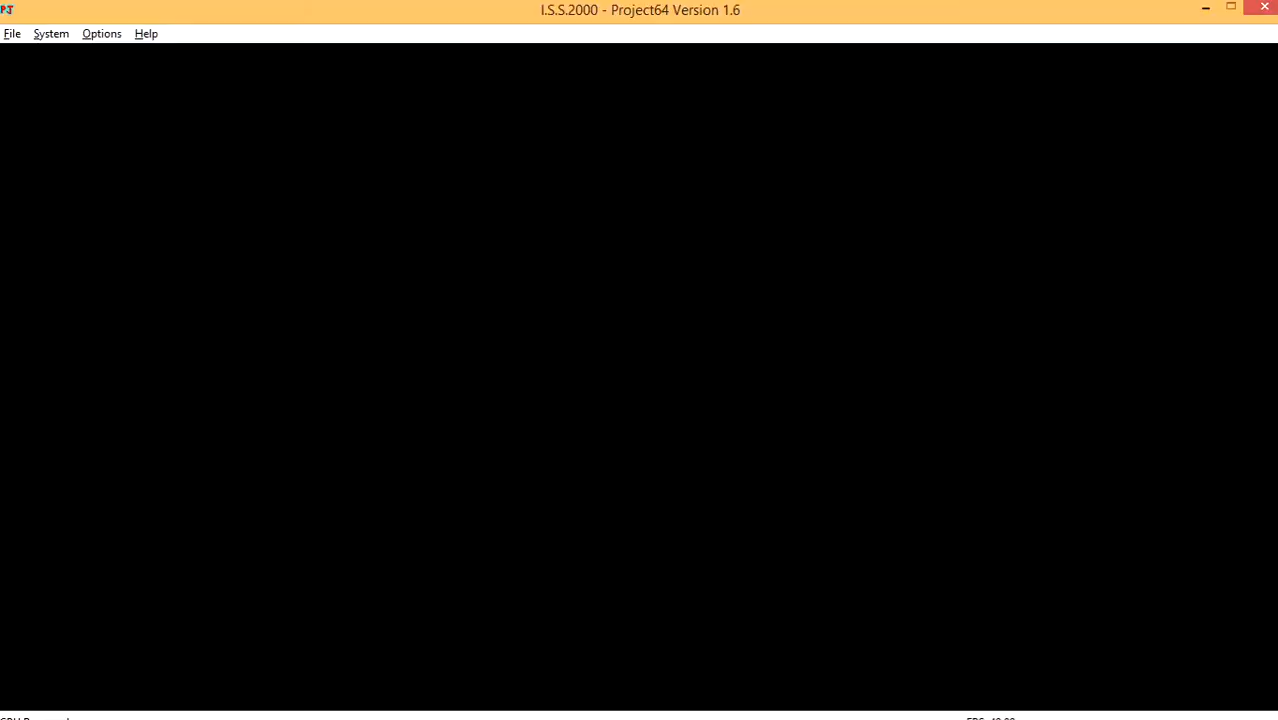 I.S.S.2000 - Project64 Version 1.6
File System Options Help